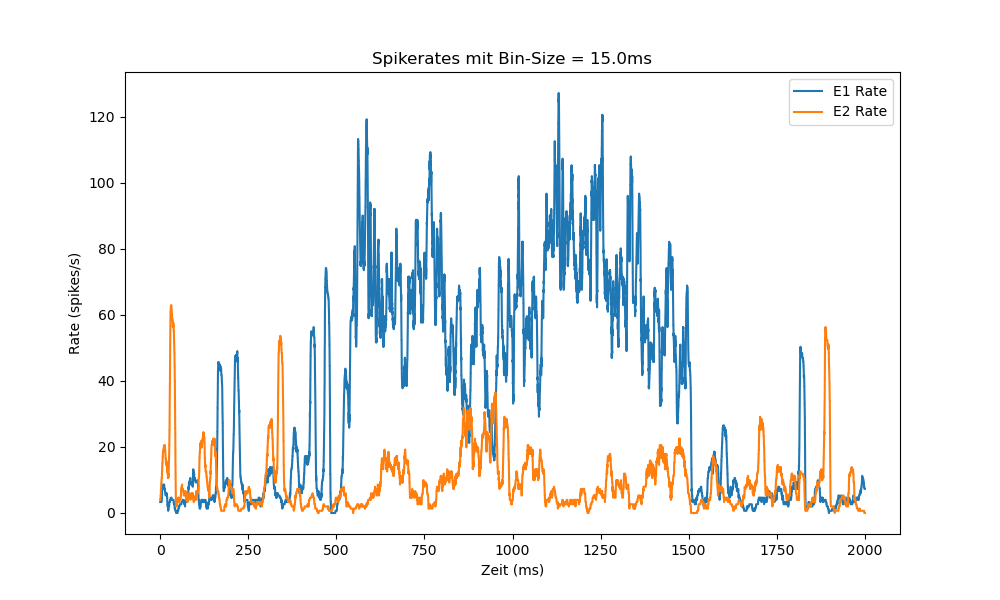 Spikerates mit Bin-Size = 15.0ms
E1 Rate
E2 Rate
Rate (spikes/s)
120
100
80
60
40
20
0
0 250 500 750 1000 1250 1500 1750 2000
Zeit (ms)